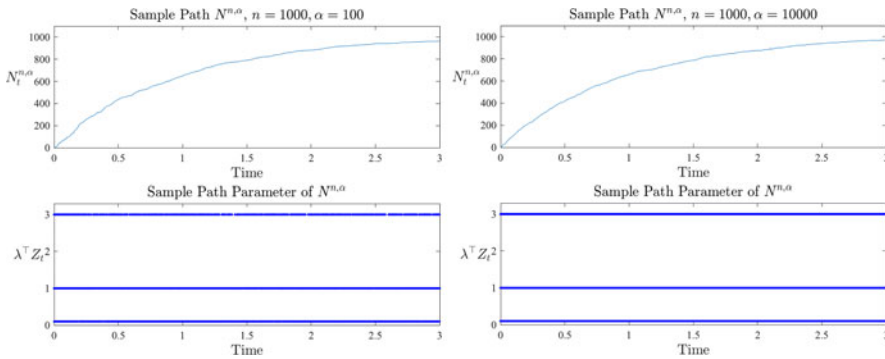 Sample Path N^{n,α}, n = 1000, α = 100
1000
800
600
400
200
0
N_t^{n,α}
0 0.5 1 1.5 2 2.5 3
Time
Sample Path N^{n,α}, n = 1000, α = 10000
1000
800
600
400
200
0
N_t^{n,α}
0 0.5 1 1.5 2 2.5 3
Time
Sample Path Parameter of N^{n,α}
3
2
1
0
λ^⊤ Z_t
0 0.5 1 1.5 2 2.5 3
Time
Sample Path Parameter of N^{n,α}
3
2
1
0
λ^⊤ Z_t
0 0.5 1 1.5 2 2.5 3
Time